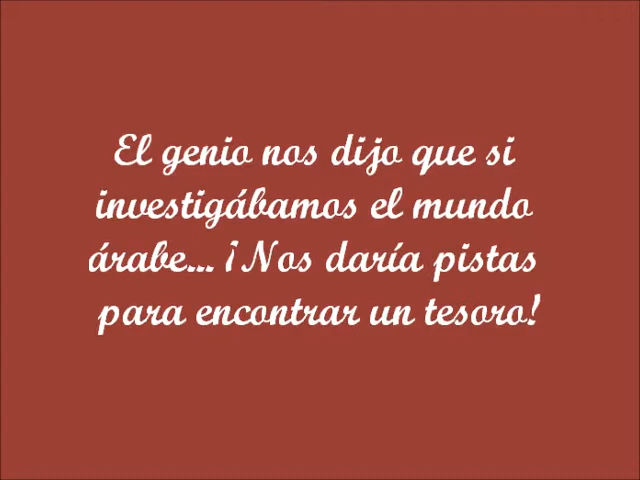 El genio nos dijo que si
investigábamos el mundo
árabe... ¡Nos daría pistas
para encontrar un tesoro!